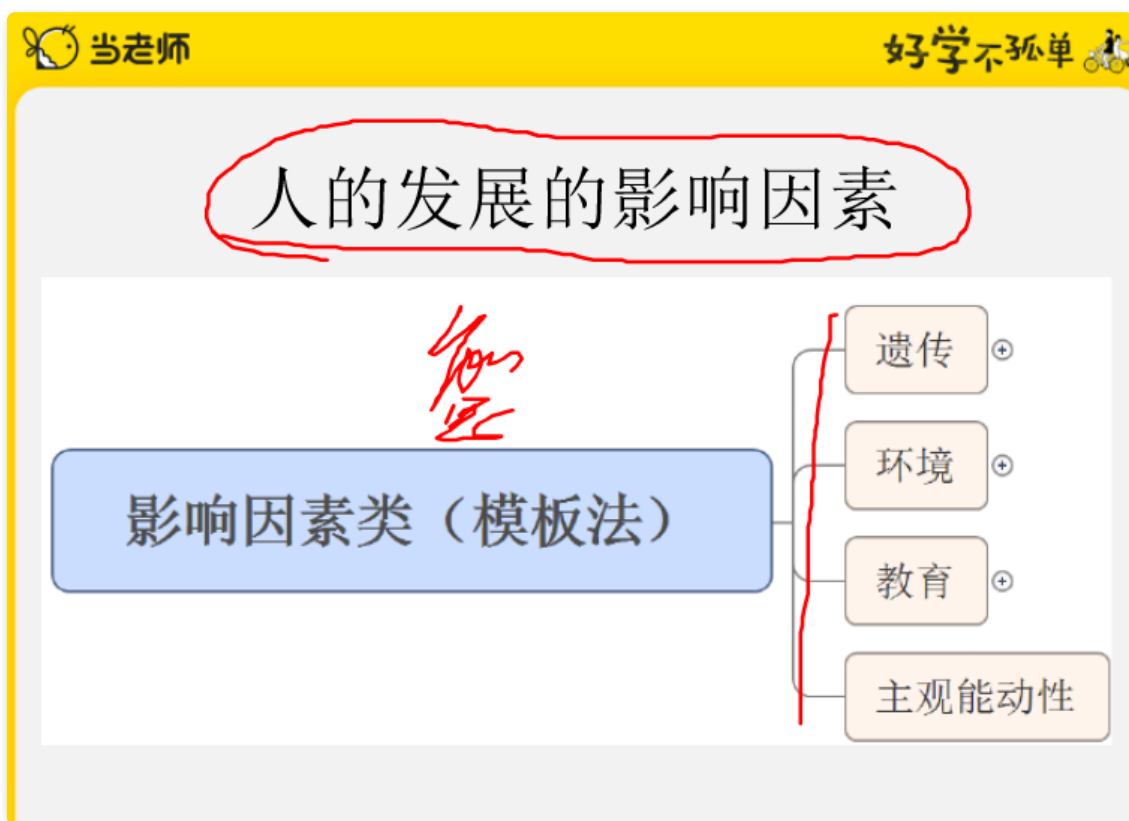 当老师
好学不孤单
人的发展的影响因素
影响因素类（模板法）
遗传
环境
教育
主观能动性